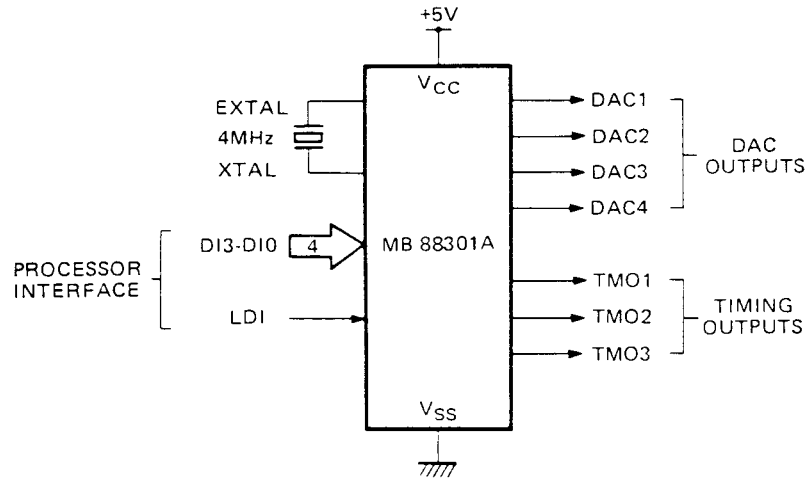 +5V
VCC
EXTAL
4MHz
XTAL
DAC1
DAC2
DAC3
DAC4
DAC
OUTPUTS
PROCESSOR
INTERFACE
DI3-DI0
4
LDI
MB 88301A
TMO1
TMO2
TMO3
TIMING
OUTPUTS
VSS